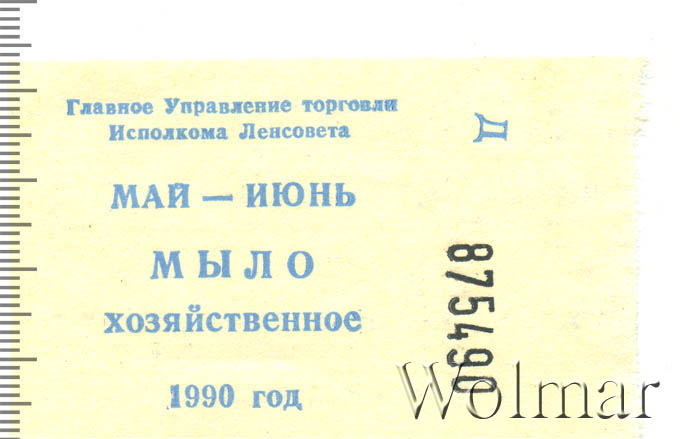 Главное Управление торговли
Исполкома Ленсовета
МАЙ — ИЮНЬ
МЫЛО
хозяйственное
1990 год
Д
875490
Wolmar